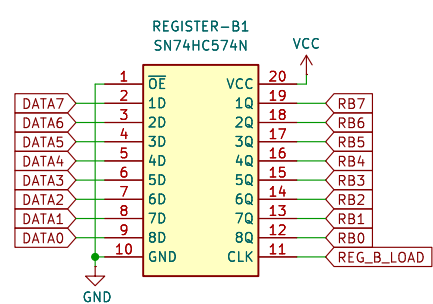 REGISTER-B1
SN74HC574N
VCC
1 OE VCC 20
DATA7 2 1D 1Q 19 RB7
DATA6 3 2D 2Q 18 RB6
DATA5 4 3D 3Q 17 RB5
DATA4 5 4D 4Q 16 RB4
DATA3 6 5D 5Q 15 RB3
DATA2 7 6D 6Q 14 RB2
DATA1 8 7D 7Q 13 RB1
DATA0 9 8D 8Q 12 RB0
10 GND CLK 11 REG_B_LOAD
GND